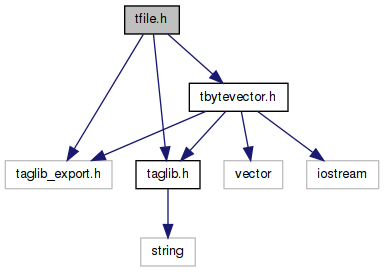 tfile.h
tbytevector.h
taglib_export.h
taglib.h
vector
iostream
string